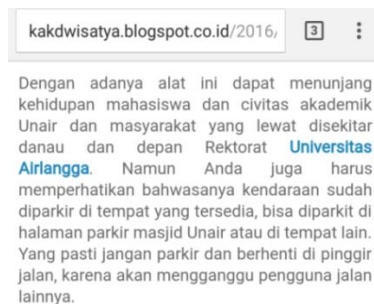 kakdwisatya.blogspot.co.id/2016/
3
Dengan adanya alat ini dapat menunjang
kehidupan mahasiswa dan civitas akademik
Unair dan masyarakat yang lewat disekitar
danau dan depan Rektorat Universitas
Airlangga. Namun Anda juga harus
memperhatikan bahwasanya kendaraan sudah
diparkir di tempat yang tersedia, bisa diparkit di
halaman parkir masjid Unair atau di tempat lain.
Yang pasti jangan parkir dan berhenti di pinggir
jalan, karena akan mengganggu pengguna jalan
lainnya.